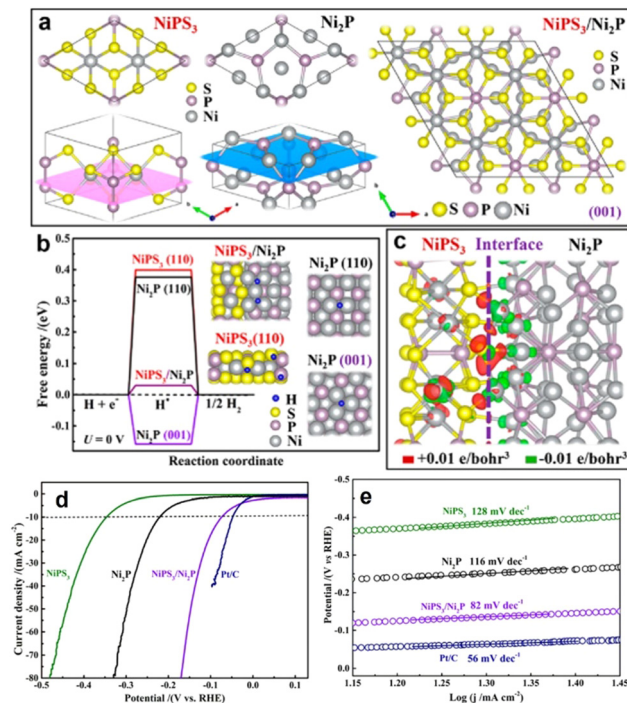 a
NiPS3
Ni2P
NiPS3/Ni2P
S
P
Ni
S
P
Ni
b
a
b
a
S P Ni
(001)
b
Free energy /(eV)
0.4
0.3
0.2
0.1
0.0
-0.1
NiPS3 (110)
Ni2P (110)
NiPS3/Ni2P
Ni2P (001)
H + e-
H*
1/2 H2
U = 0 V
Reaction coordinate
NiPS3/Ni2P
NiPS3(110)
Ni2P (110)
Ni2P (001)
H
S
P
Ni
c
NiPS3 Interface Ni2P
+0.01 e/bohr3 -0.01 e/bohr3
d
Current density /(mA cm-2)
0
-10
-20
-30
-40
-50
-60
-70
-80
NiPS3
Ni2P
NiPS3/Ni2P
Pt/C
-0.5 -0.4 -0.3 -0.2 -0.1 0.0 0.1
Potential /(V vs. RHE)
e
Potential /(V vs RHE)
-0.4
-0.3
-0.2
-0.1
0.0
NiPS3 128 mV dec-1
Ni2P 116 mV dec-1
NiPS3/Ni2P 82 mV dec-1
Pt/C 56 mV dec-1
1.15 1.20 1.25 1.30 1.35 1.40 1.45
Log (j /mA cm-2)